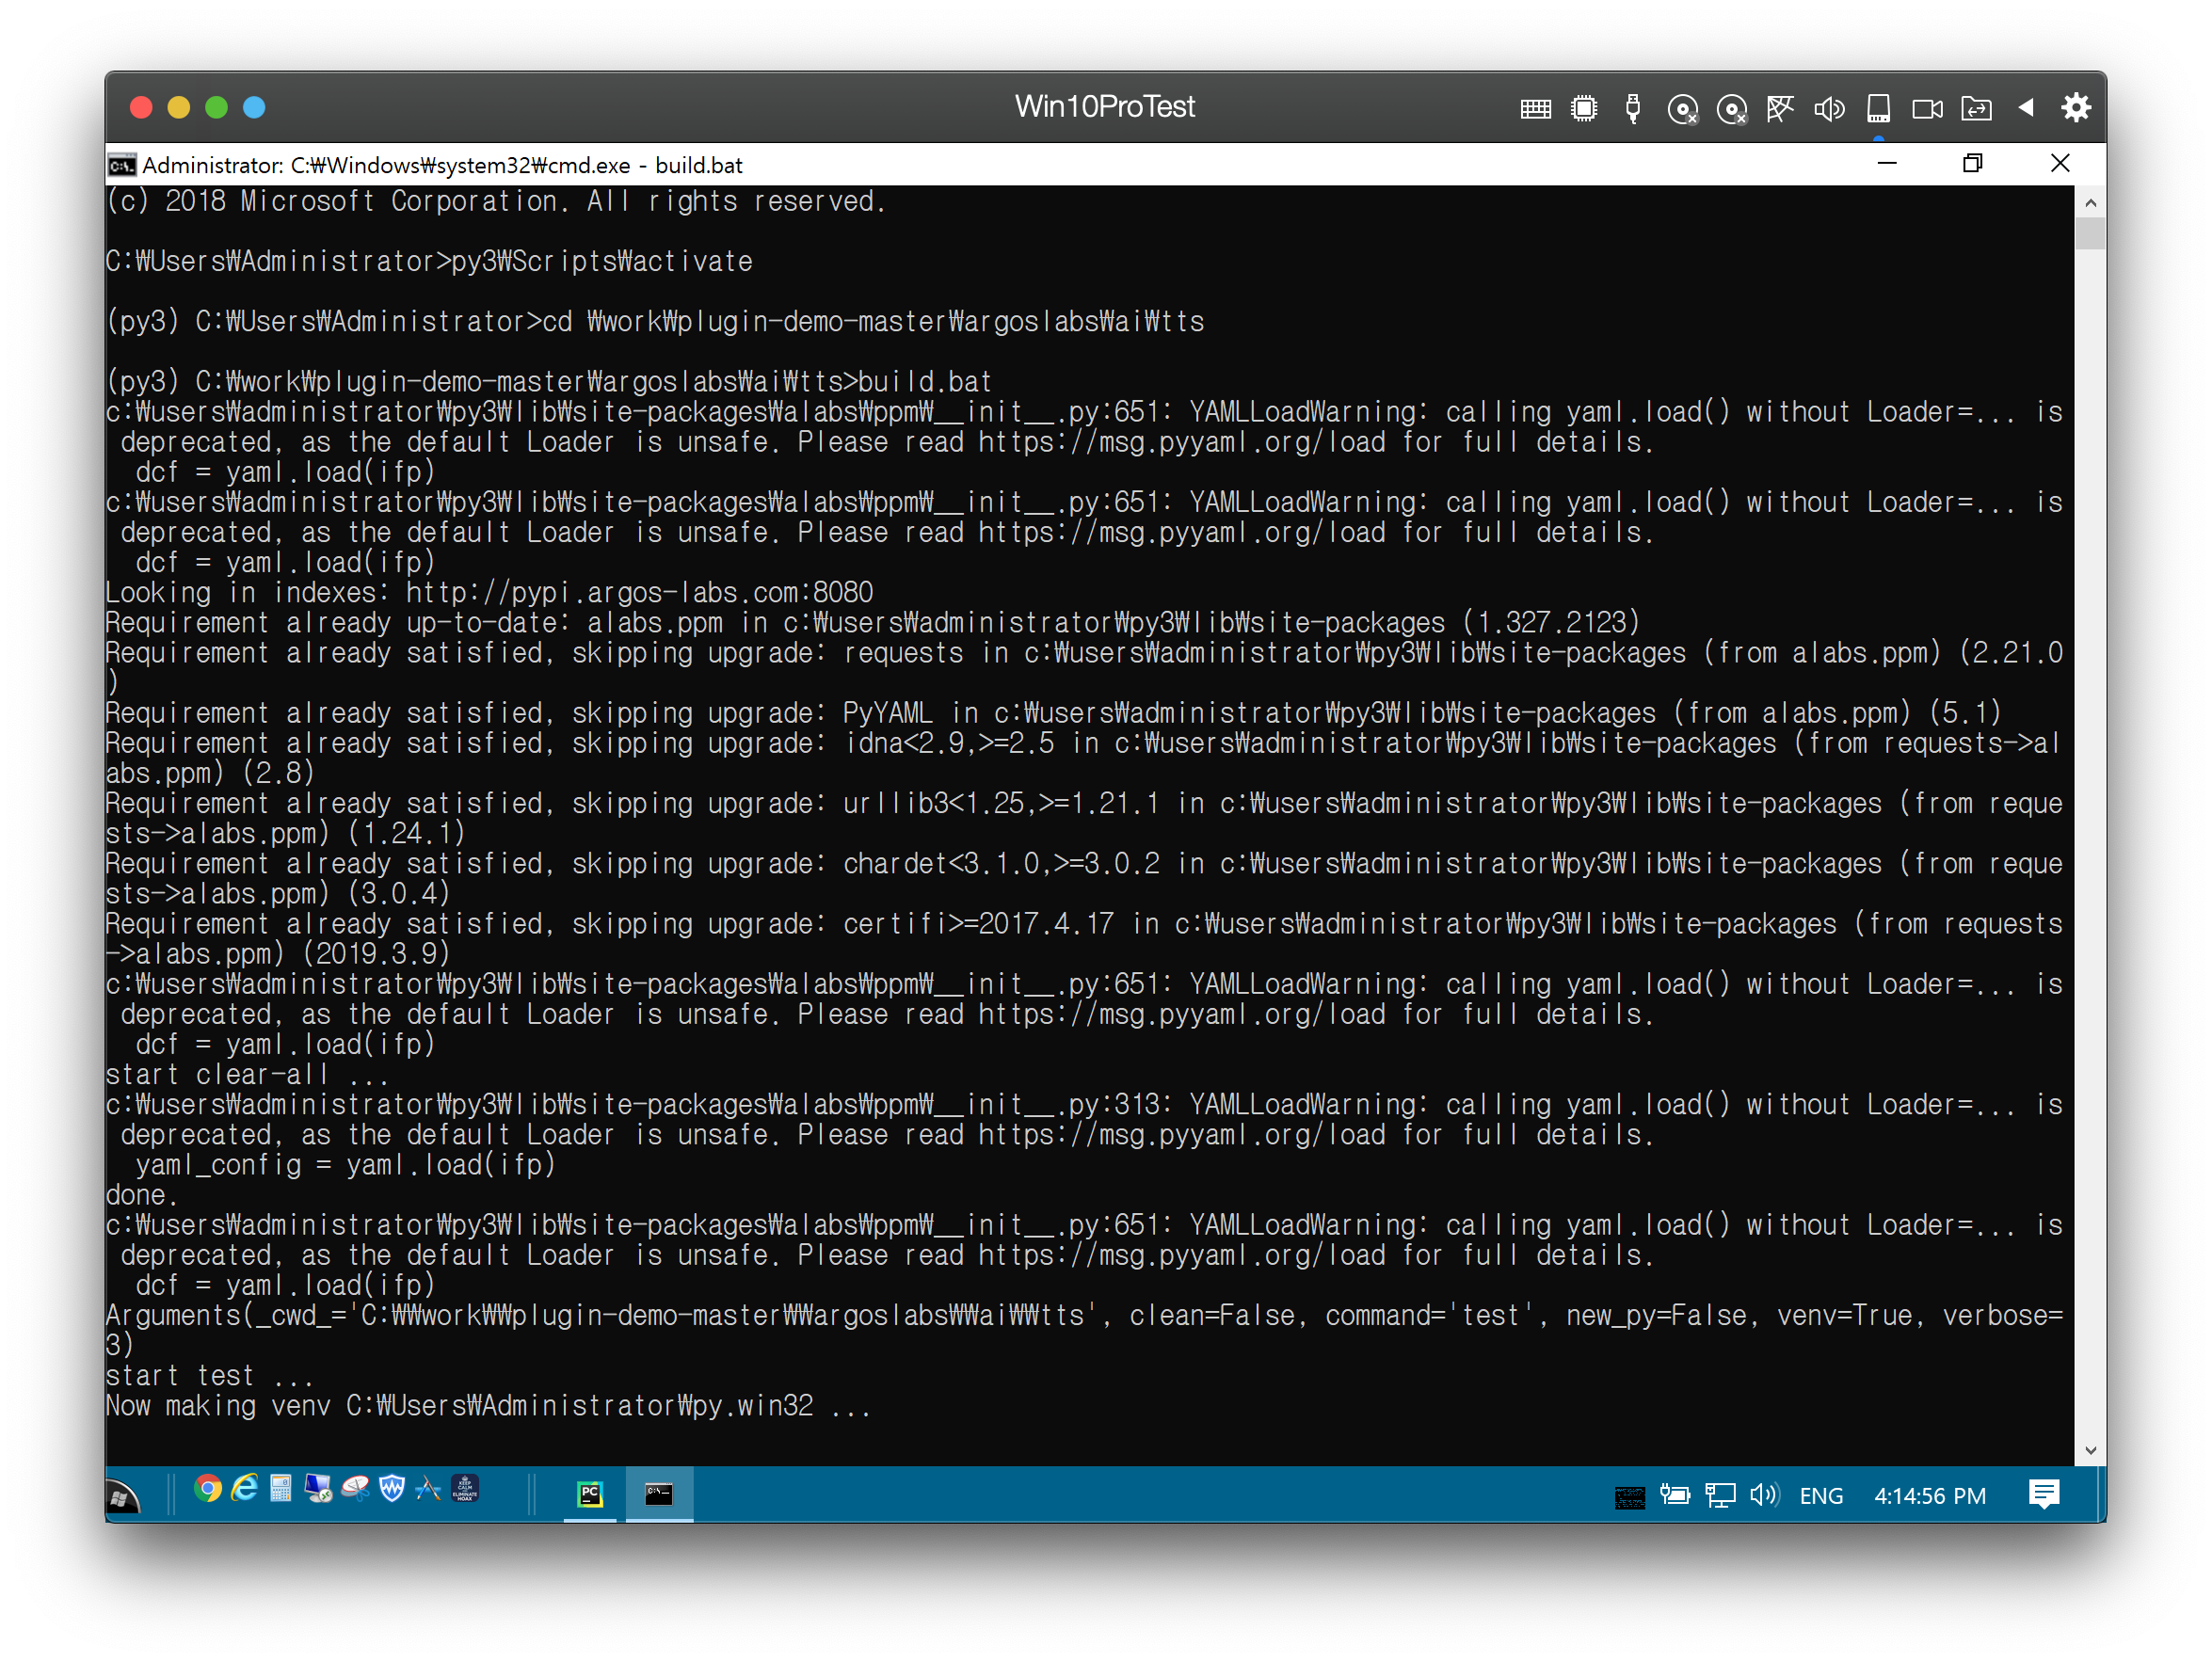 Win10ProTest
Administrator: C:₩Windows₩system32₩cmd.exe - build.bat
(c) 2018 Microsoft Corporation. All rights reserved.
C:₩Users₩Administrator>py3₩Scripts₩activate
(py3) C:₩Users₩Administrator>cd ₩work₩plugin-demo-master₩argoslabs₩ai₩tts
(py3) C:₩work₩plugin-demo-master₩argoslabs₩ai₩tts>build.bat
c:₩users₩administrator₩py3₩lib₩site-packages₩alabs₩ppm₩__init__.py:651: YAMLLoadWarning: calling yaml.load() without Loader=... is
deprecated, as the default Loader is unsafe. Please read https://msg.pyyaml.org/load for full details.
dcf = yaml.load(ifp)
c:₩users₩administrator₩py3₩lib₩site-packages₩alabs₩ppm₩__init__.py:651: YAMLLoadWarning: calling yaml.load() without Loader=... is
deprecated, as the default Loader is unsafe. Please read https://msg.pyyaml.org/load for full details.
dcf = yaml.load(ifp)
Looking in indexes: http://pypi.argos-labs.com:8080
Requirement already up-to-date: alabs.ppm in c:₩users₩administrator₩py3₩lib₩site-packages (1.327.2123)
Requirement already satisfied, skipping upgrade: requests in c:₩users₩administrator₩py3₩lib₩site-packages (from alabs.ppm) (2.21.0
)
Requirement already satisfied, skipping upgrade: PyYAML in c:₩users₩administrator₩py3₩lib₩site-packages (from alabs.ppm) (5.1)
Requirement already satisfied, skipping upgrade: idna<2.9,>=2.5 in c:₩users₩administrator₩py3₩lib₩site-packages (from requests->al
abs.ppm) (2.8)
Requirement already satisfied, skipping upgrade: urllib3<1.25,>=1.21.1 in c:₩users₩administrator₩py3₩lib₩site-packages (from reque
sts->alabs.ppm) (1.24.1)
Requirement already satisfied, skipping upgrade: chardet<3.1.0,>=3.0.2 in c:₩users₩administrator₩py3₩lib₩site-packages (from reque
sts->alabs.ppm) (3.0.4)
Requirement already satisfied, skipping upgrade: certifi>=2017.4.17 in c:₩users₩administrator₩py3₩lib₩site-packages (from requests
->alabs.ppm) (2019.3.9)
c:₩users₩administrator₩py3₩lib₩site-packages₩alabs₩ppm₩__init__.py:651: YAMLLoadWarning: calling yaml.load() without Loader=... is
deprecated, as the default Loader is unsafe. Please read https://msg.pyyaml.org/load for full details.
dcf = yaml.load(ifp)
start clear-all ...
c:₩users₩administrator₩py3₩lib₩site-packages₩alabs₩ppm₩__init__.py:313: YAMLLoadWarning: calling yaml.load() without Loader=... is
deprecated, as the default Loader is unsafe. Please read https://msg.pyyaml.org/load for full details.
yaml_config = yaml.load(ifp)
done.
c:₩users₩administrator₩py3₩lib₩site-packages₩alabs₩ppm₩__init__.py:651: YAMLLoadWarning: calling yaml.load() without Loader=... is
deprecated, as the default Loader is unsafe. Please read https://msg.pyyaml.org/load for full details.
dcf = yaml.load(ifp)
Arguments(_cwd_='C:₩₩work₩₩plugin-demo-master₩₩argoslabs₩₩ai₩₩tts', clean=False, command='test', new_py=False, venv=True, verbose=
3)
start test ...
Now making venv C:₩Users₩Administrator₩py.win32 ...
KEEP
CALM
ELIMINATE
HOAX
PC
ENG
4:14:56 PM